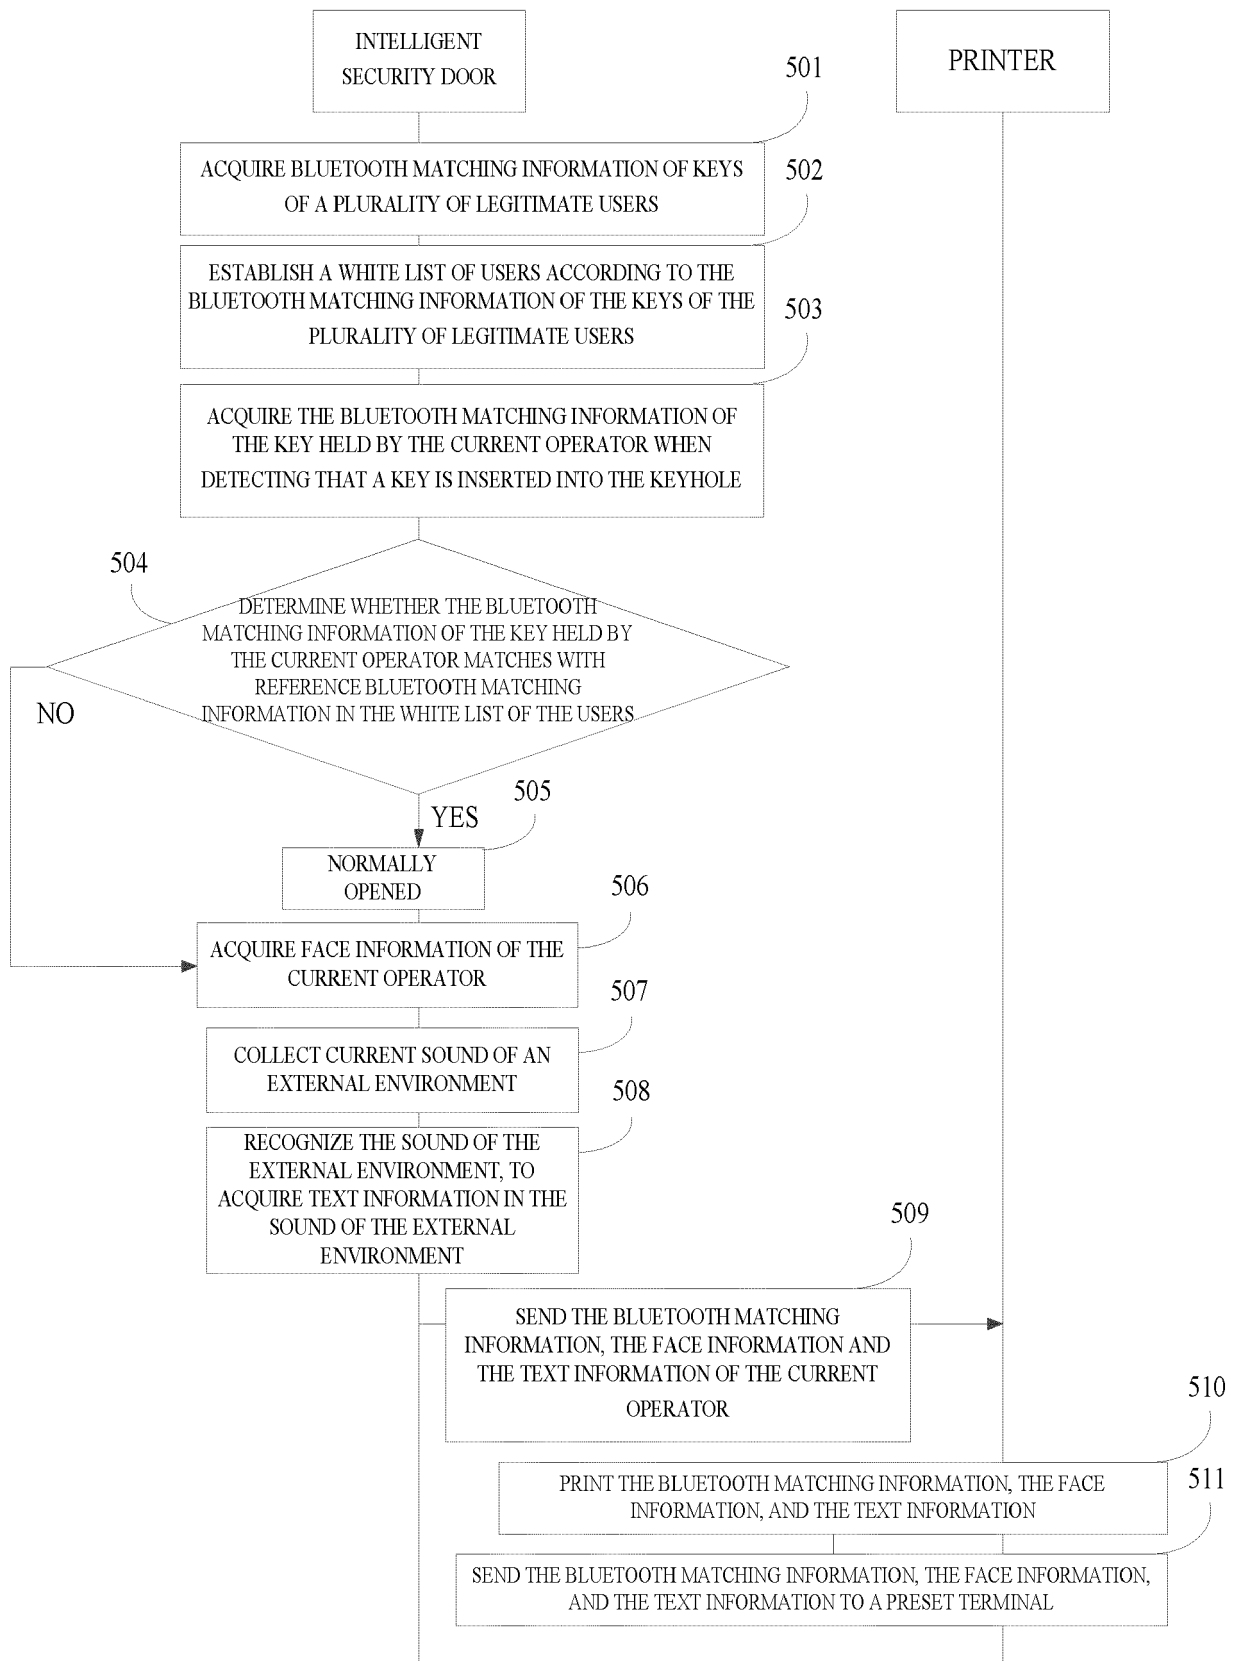 INTELLIGENT
SECURITY DOOR
PRINTER
501
ACQUIRE BLUETOOTH MATCHING INFORMATION OF KEYS
OF A PLURALITY OF LEGITIMATE USERS
502
ESTABLISH A WHITE LIST OF USERS ACCORDING TO THE
BLUETOOTH MATCHING INFORMATION OF THE KEYS OF THE
PLURALITY OF LEGITIMATE USERS
503
ACQUIRE THE BLUETOOTH MATCHING INFORMATION OF
THE KEY HELD BY THE CURRENT OPERATOR WHEN
DETECTING THAT A KEY IS INSERTED INTO THE KEYHOLE
504
DETERMINE WHETHER THE BLUETOOTH
MATCHING INFORMATION OF THE KEY HELD BY
THE CURRENT OPERATOR MATCHES WITH
REFERENCE BLUETOOTH MATCHING
INFORMATION IN THE WHITE LIST OF THE USERS
NO
YES
505
NORMALLY
OPENED
506
ACQUIRE FACE INFORMATION OF THE
CURRENT OPERATOR
507
COLLECT CURRENT SOUND OF AN
EXTERNAL ENVIRONMENT
508
RECOGNIZE THE SOUND OF THE
EXTERNAL ENVIRONMENT, TO
ACQUIRE TEXT INFORMATION IN THE
SOUND OF THE EXTERNAL
ENVIRONMENT
509
SEND THE BLUETOOTH MATCHING
INFORMATION, THE FACE INFORMATION AND
THE TEXT INFORMATION OF THE CURRENT
OPERATOR
510
PRINT THE BLUETOOTH MATCHING INFORMATION, THE FACE
INFORMATION, AND THE TEXT INFORMATION
511
SEND THE BLUETOOTH MATCHING INFORMATION, THE FACE INFORMATION,
AND THE TEXT INFORMATION TO A PRESET TERMINAL